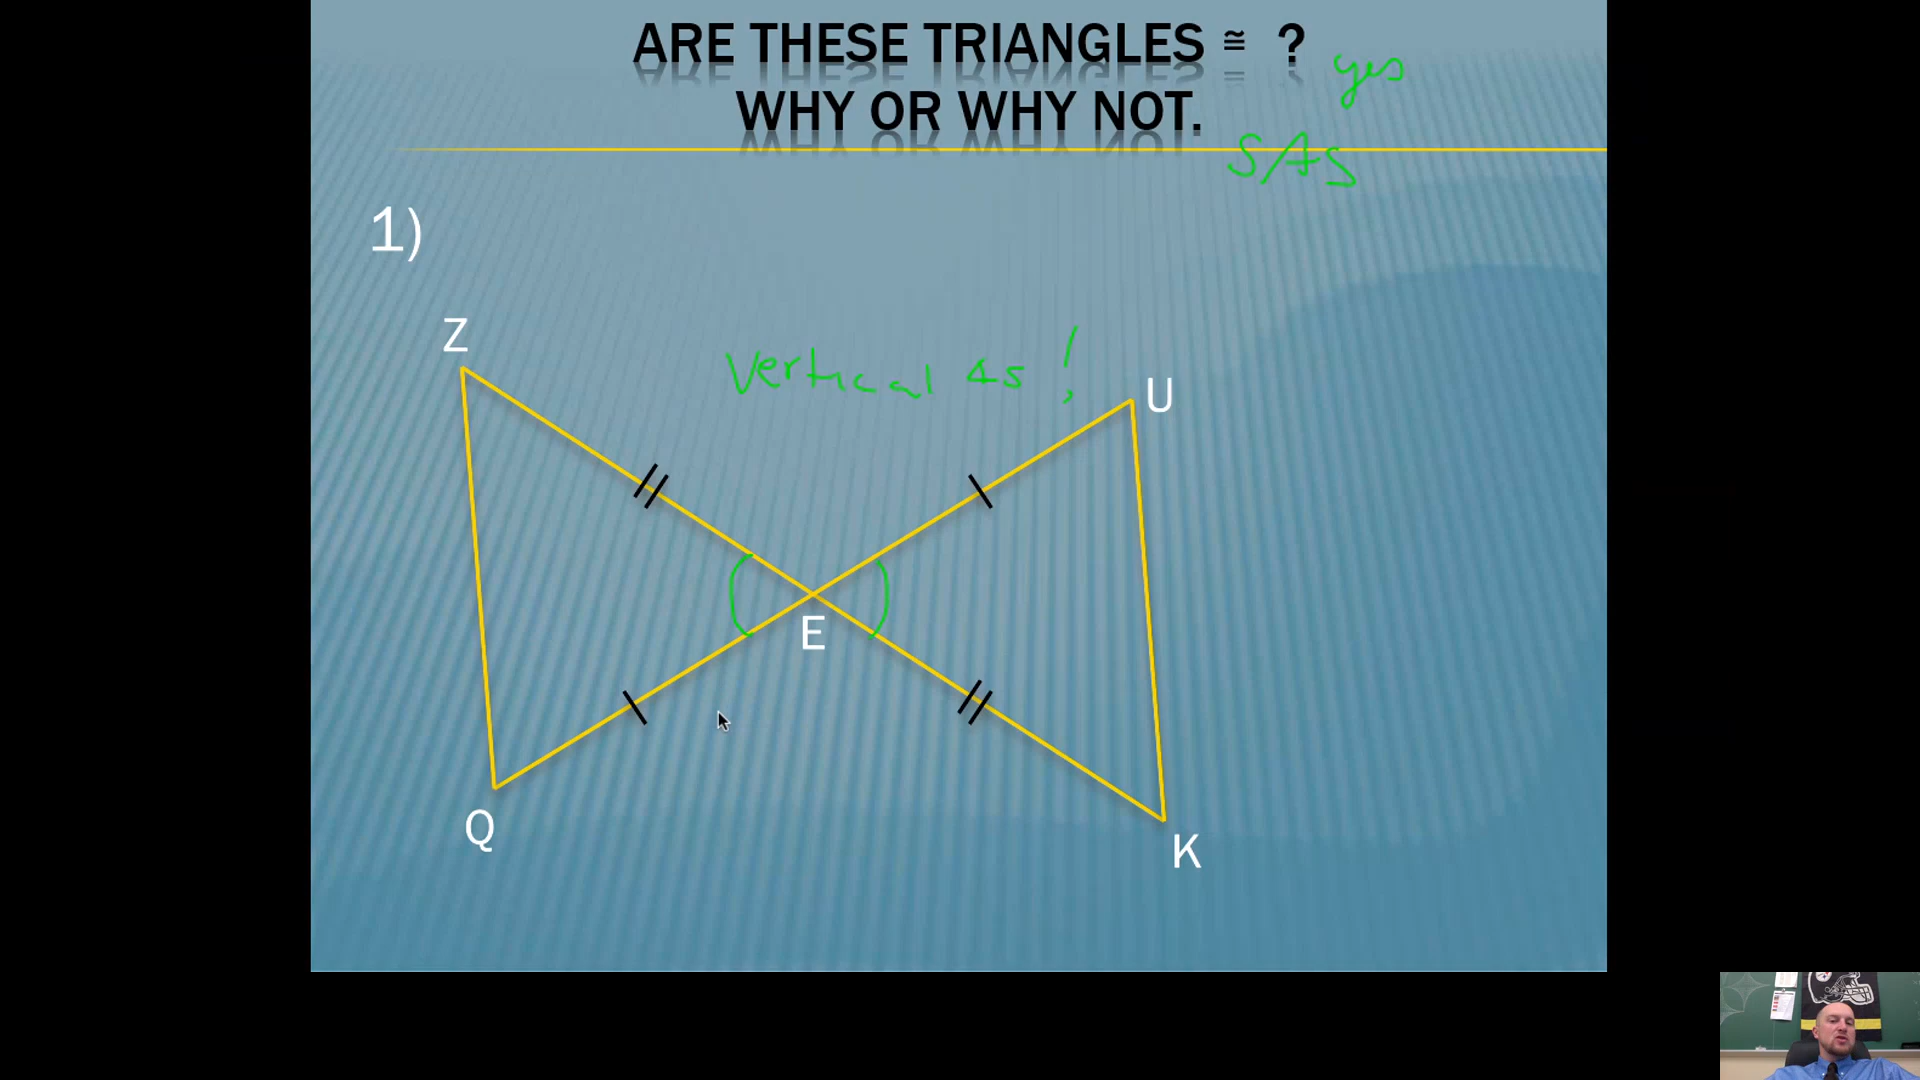 ARE THESE TRIANGLES ≅ ?
yes
WHY OR WHY NOT.
SAS
1)
Z
Vertical ∠s !
U
E
Q
K